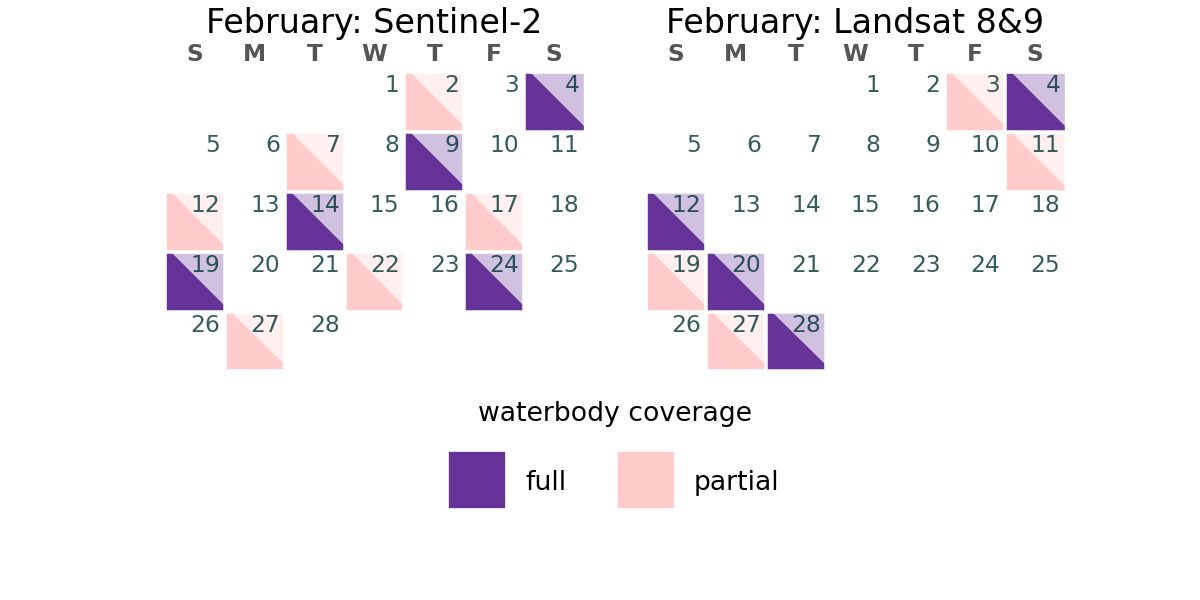 February: Sentinel-2
S M T W T F S
1 2 3 4
5 6 7 8 9 10 11
12 13 14 15 16 17 18
19 20 21 22 23 24 25
26 27 28
February: Landsat 8&9
S M T W T F S
1 2 3 4
5 6 7 8 9 10 11
12 13 14 15 16 17 18
19 20 21 22 23 24 25
26 27 28
waterbody coverage
full
partial